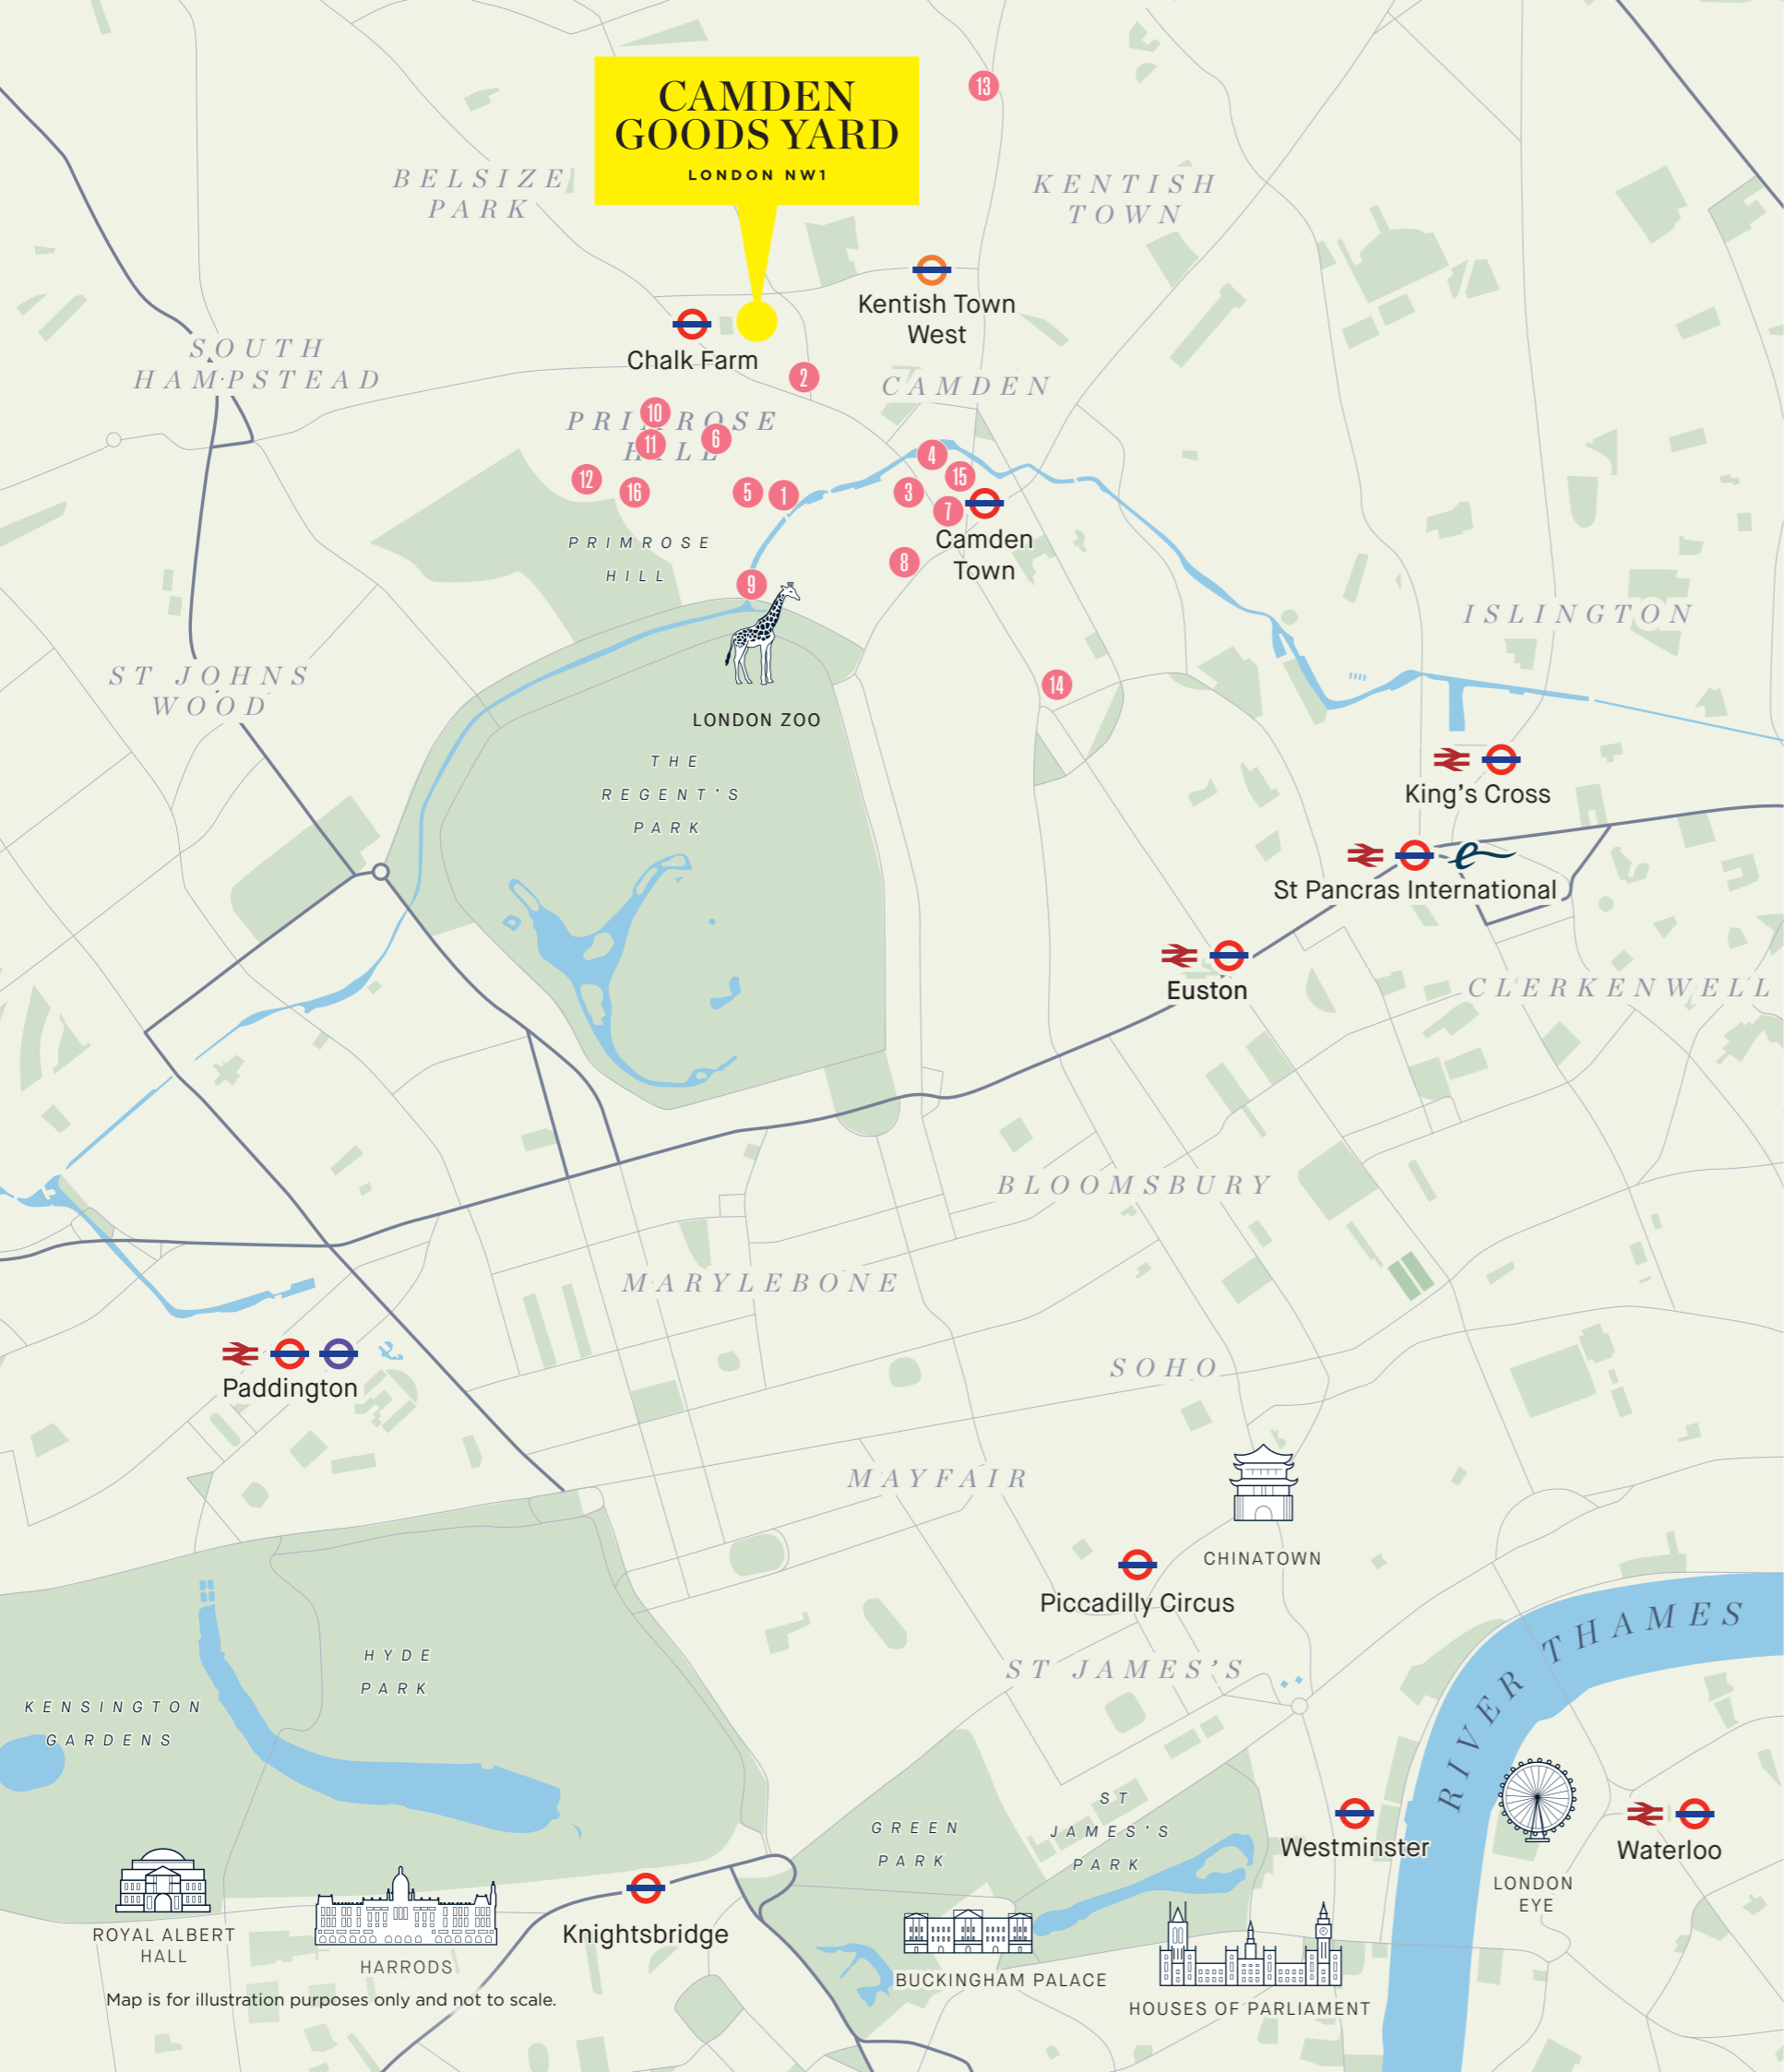 CAMDEN
GOODS YARD
LONDON NW1
13
BELSIZE
PARK
KENTISH
TOWN
Kentish Town
West
Chalk Farm
SOUTH
HAMPSTEAD
2
CAMDEN
10
PRIMROSE
HILL
11
6
4
12
16
5
1
3
15
7
Camden
Town
PRIMROSE
HILL
8
9
ISLINGTON
ST JOHNS
WOOD
14
LONDON ZOO
THE
REGENT'S
PARK
King's Cross
St Pancras International
e
Euston
CLERKENWELL
BLOOMSBURY
MARYLEBONE
Paddington
SOHO
MAYFAIR
CHINATOWN
Piccadilly Circus
RIVER THAMES
HYDE
PARK
ST JAMES'S
KENSINGTON
GARDENS
GREEN
PARK
ST
JAMES'S
PARK
Westminster
Waterloo
LONDON
EYE
ROYAL ALBERT
HALL
HARRODS
Knightsbridge
BUCKINGHAM PALACE
HOUSES OF PARLIAMENT
Map is for illustration purposes only and not to scale.